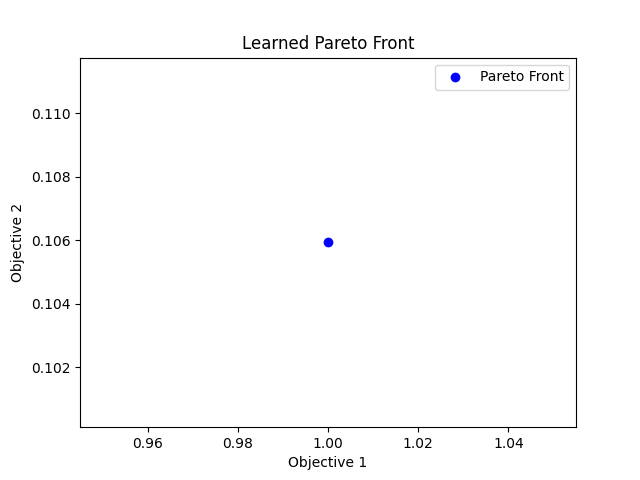 Learned Pareto Front
Pareto Front
0.110
0.108
0.106
0.104
0.102
Objective 2
0.96 0.98 1.00 1.02 1.04
Objective 1